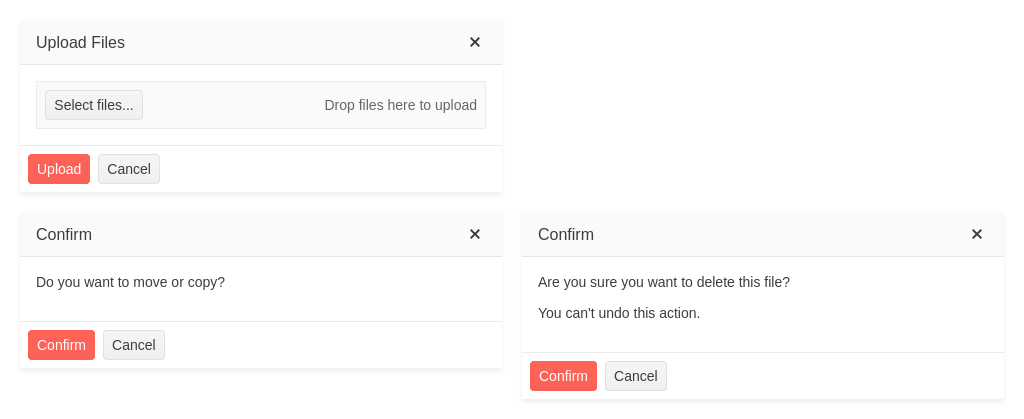 Upload Files
Select files... Drop files here to upload
Upload Cancel
Confirm
Do you want to move or copy?
Confirm Cancel
Confirm
Are you sure you want to delete this file?
You can't undo this action.
Confirm Cancel